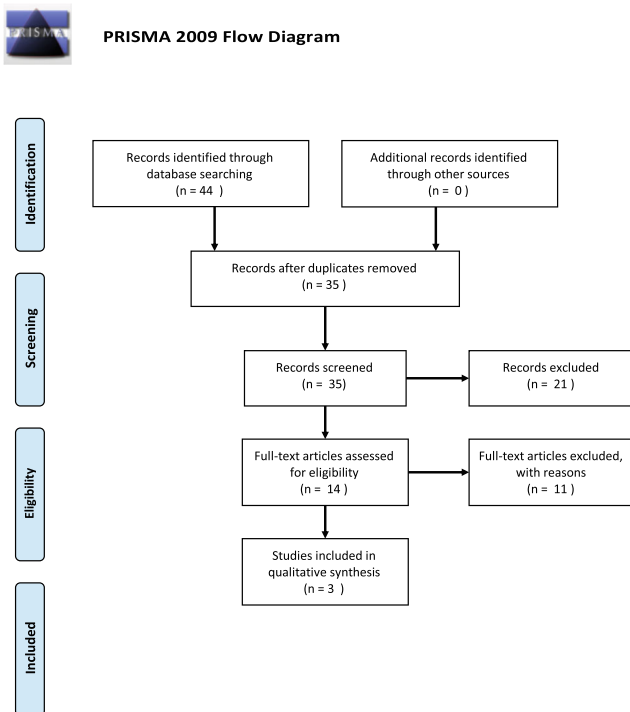 PRISMA
PRISMA 2009 Flow Diagram
Identification
Records identified through
database searching
(n = 44 )
Additional records identified
through other sources
(n = 0 )
Records after duplicates removed
(n = 35 )
Screening
Records screened
(n = 35)
Records excluded
(n = 21 )
Eligibility
Full-text articles assessed
for eligibility
(n = 14 )
Full-text articles excluded,
with reasons
(n = 11 )
Studies included in
qualitative synthesis
(n = 3 )
Included